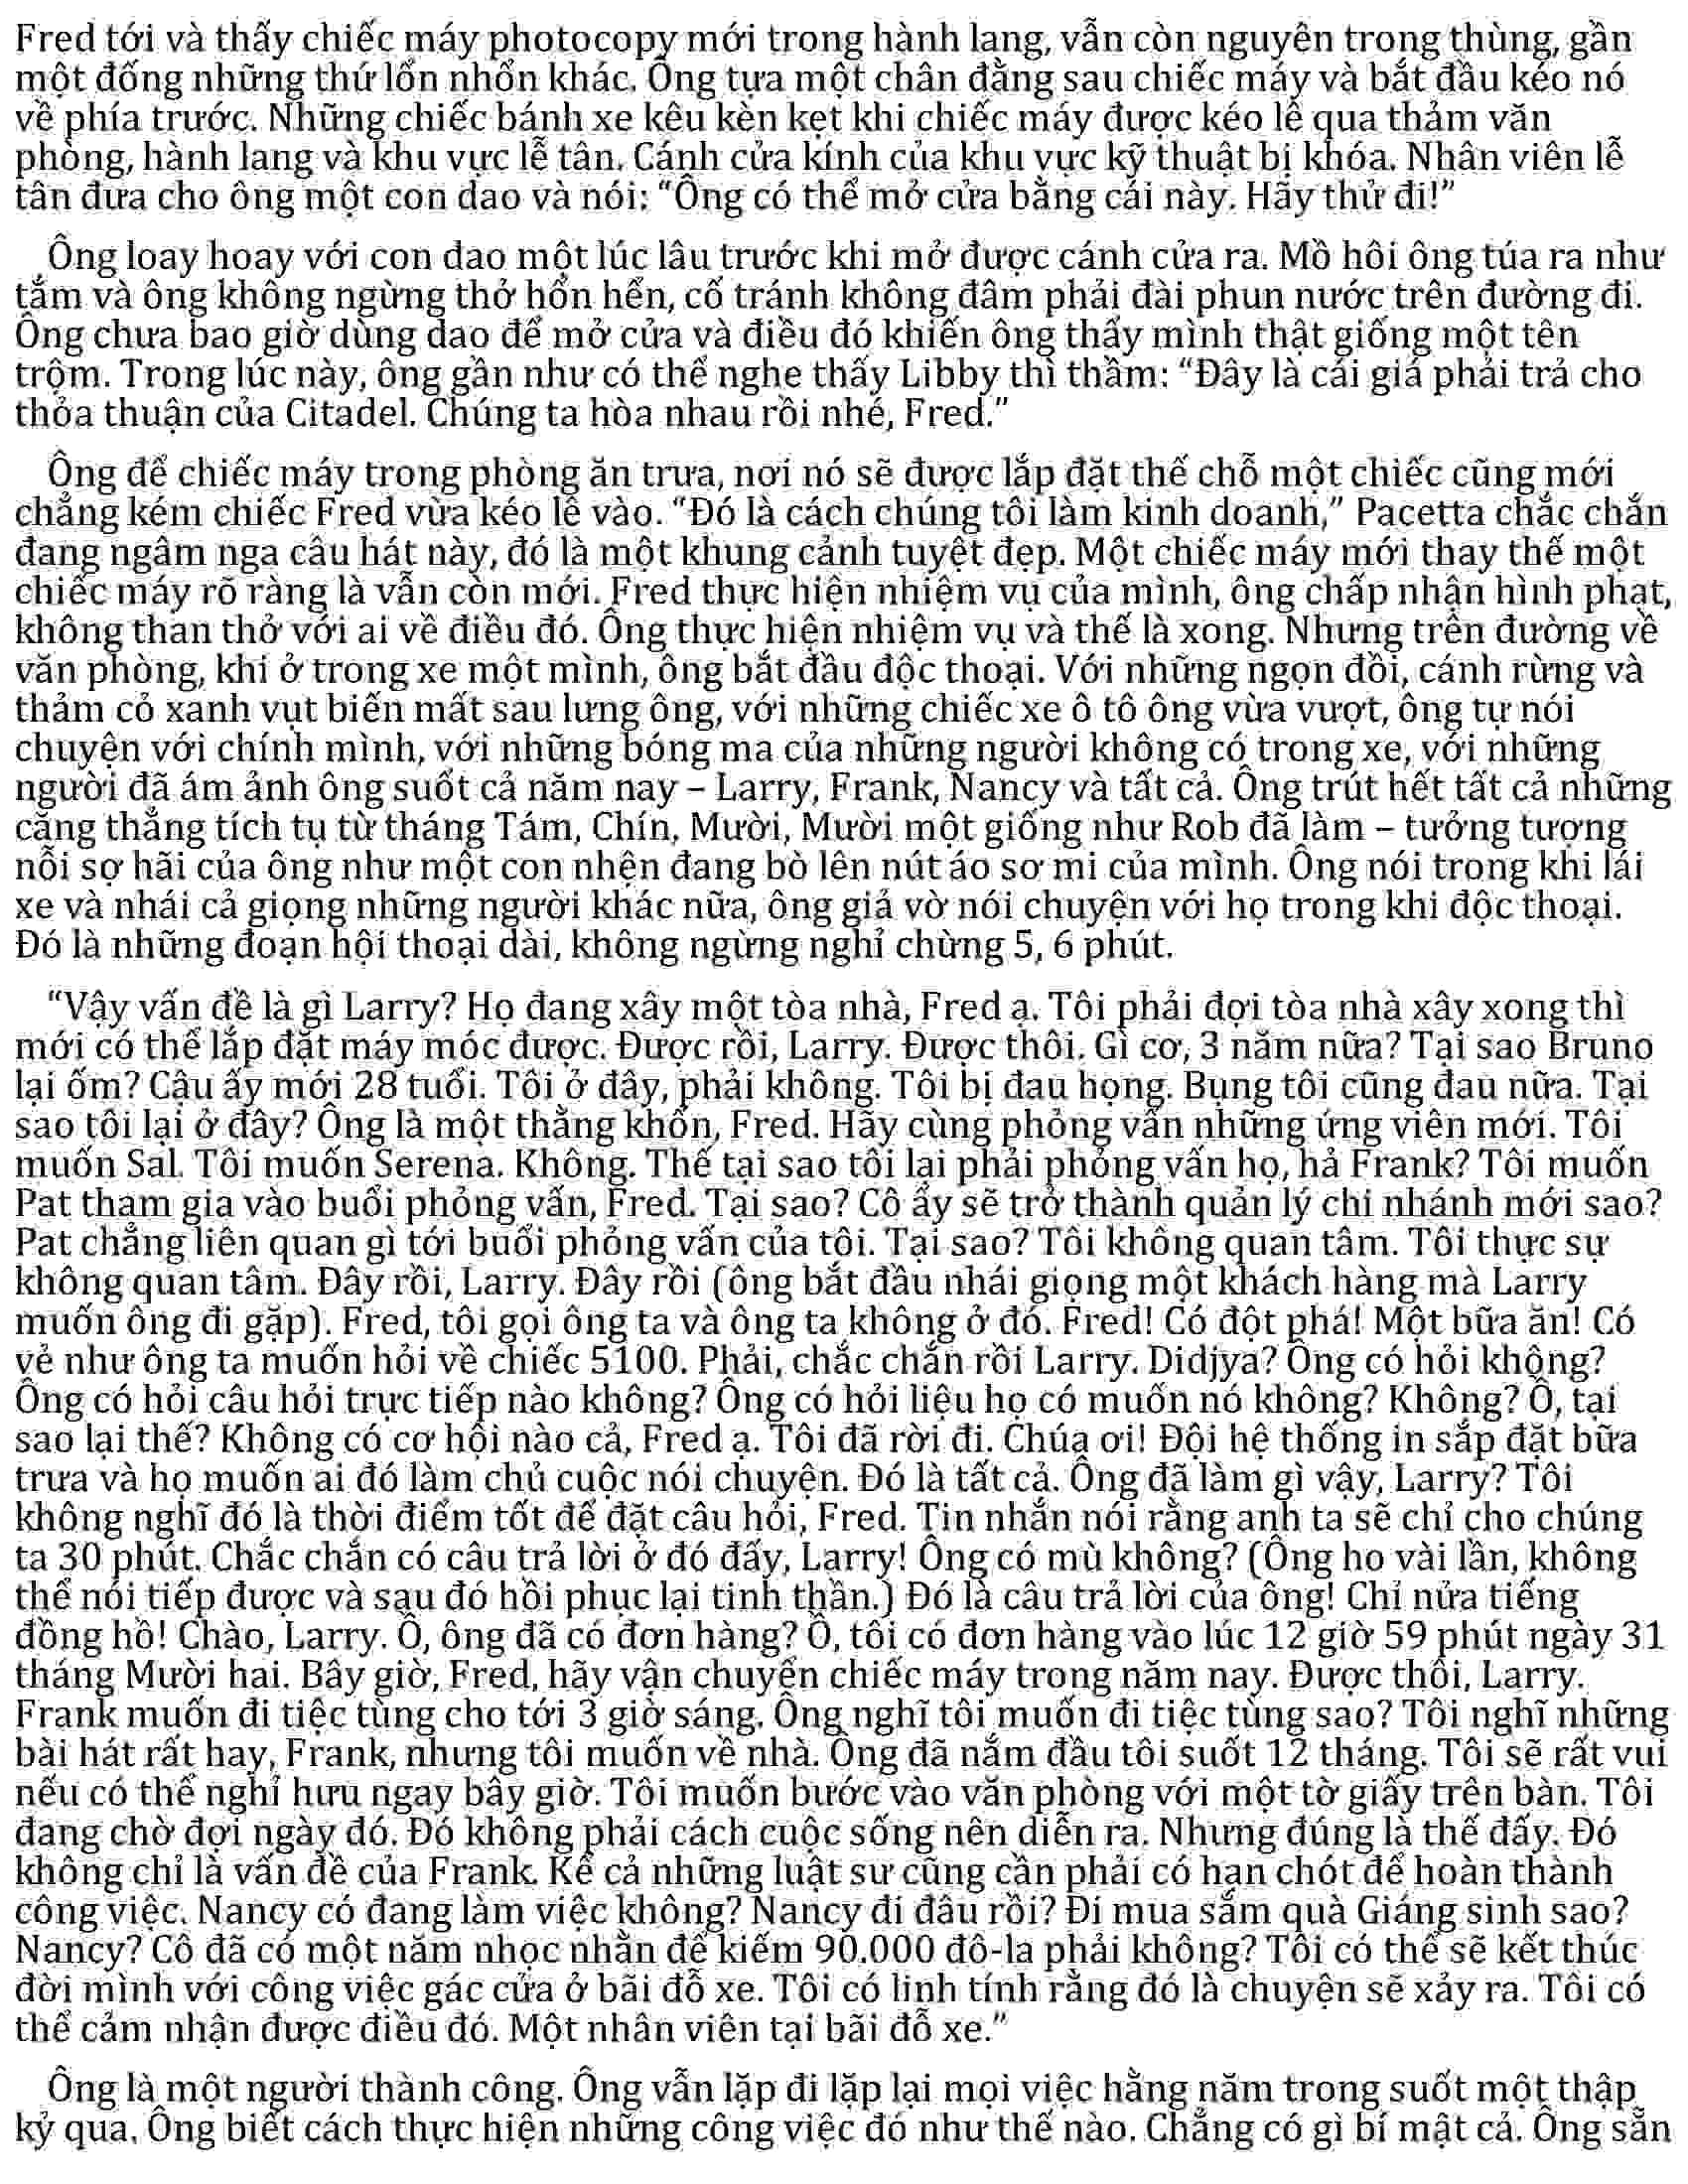 Fred tới và thấy chiếc máy photocopy mới trong hành lang, vẫn còn nguyên trong thùng, gần
một đống những thứ lổn nhổn khác. Ông tựa một chân đằng sau chiếc máy và bắt đầu kéo nó
về phía trước. Những chiếc bánh xe kêu kèn kẹt khi chiếc máy được kéo lê qua thảm văn
phòng, hành lang và khu vực lễ tân. Cánh cửa kính của khu vực kỹ thuật bị khóa. Nhân viên lễ
tân đưa cho ông một con dao và nói: “Ông có thể mở cửa bằng cái này. Hãy thử đi!”
Ông loay hoay với con dao một lúc lâu trước khi mở được cánh cửa ra. Mồ hôi ông túa ra như
tắm và ông không ngừng thở hổn hển, cố tránh không đâm phải đài phun nước trên đường đi.
Ông chưa bao giờ dùng dao để mở cửa và điều đó khiến ông thấy mình thật giống một tên
trộm. Trong lúc này, ông gần như có thể nghe thấy Libby thì thầm: “Đây là cái giá phải trả cho
thỏa thuận của Citadel. Chúng ta hòa nhau rồi nhé, Fred.”
Ông để chiếc máy trong phòng ăn trưa, nơi nó sẽ được lắp đặt thế chỗ một chiếc cũng mới
chẳng kém chiếc Fred vừa kéo lê vào. “Đó là cách chúng tôi làm kinh doanh,” Pacetta chắc chắn
đang ngâm nga câu hát này, đó là một khung cảnh tuyệt đẹp. Một chiếc máy mới thay thế một
chiếc máy rõ ràng là vẫn còn mới. Fred thực hiện nhiệm vụ của mình, ông chấp nhận hình phạt,
không than thở với ai về điều đó. Ông thực hiện nhiệm vụ và thế là xong. Nhưng trên đường về
văn phòng, khi ở trong xe một mình, ông bắt đầu độc thoại. Với những ngọn đồi, cánh rừng và
thảm cỏ xanh vụt biến mất sau lưng ông, với những chiếc xe ô tô ông vừa vượt, ông tự nói
chuyện với chính mình, với những bóng ma của những người không có trong xe, với những
người đã ám ảnh ông suốt cả năm nay – Larry, Frank, Nancy và tất cả. Ông trút hết tất cả những
căng thẳng tích tụ từ tháng Tám, Chín, Mười, Mười một giống như Rob đã làm – tưởng tượng
nỗi sợ hãi của ông như một con nhện đang bò lên nút áo sơ mi của mình. Ông nói trong khi lái
xe và nhái cả giọng những người khác nữa, ông giả vờ nói chuyện với họ trong khi độc thoại.
Đó là những đoạn hội thoại dài, không ngừng nghỉ chừng 5, 6 phút.
“Vậy vấn đề là gì Larry? Họ đang xây một tòa nhà, Fred ạ. Tôi phải đợi tòa nhà xây xong thì
mới có thể lắp đặt máy móc được. Được rồi, Larry. Được thôi. Gì cơ, 3 năm nữa? Tại sao Bruno
lại ốm? Cậu ấy mới 28 tuổi. Tôi ở đây, phải không. Tôi bị đau họng. Bụng tôi cũng đau nữa. Tại
sao tôi lại ở đây? Ông là một thằng khốn, Fred. Hãy cùng phỏng vấn những ứng viên mới. Tôi
muốn Sal. Tôi muốn Serena. Không. Thế tại sao tôi lại phải phỏng vấn họ, hả Frank? Tôi muốn
Pat tham gia vào buổi phỏng vấn, Fred. Tại sao? Cô ấy sẽ trở thành quản lý chi nhánh mới sao?
Pat chẳng liên quan gì tới buổi phỏng vấn của tôi. Tại sao? Tôi không quan tâm. Tôi thực sự
không quan tâm. Đây rồi, Larry. Đây rồi (ông bắt đầu nhái giọng một khách hàng mà Larry
muốn ông đi gặp). Fred, tôi gọi ông ta và ông ta không ở đó. Fred! Có đột phá! Một bữa ăn! Có
vẻ như ông ta muốn hỏi về chiếc 5100. Phải, chắc chắn rồi Larry. Didjya? Ông có hỏi không?
Ông có hỏi câu hỏi trực tiếp nào không? Ông có hỏi liệu họ có muốn nó không? Không? Ồ, tại
sao lại thế? Không có cơ hội nào cả, Fred ạ. Tôi đã rời đi. Chúa ơi! Đội hệ thống in sắp đặt bữa
trưa và họ muốn ai đó làm chủ cuộc nói chuyện. Đó là tất cả. Ông đã làm gì vậy, Larry? Tôi
không nghĩ đó là thời điểm tốt để đặt câu hỏi, Fred. Tin nhắn nói rằng anh ta sẽ chỉ cho chúng
ta 30 phút. Chắc chắn có câu trả lời ở đó đấy, Larry! Ông có mù không? (Ông ho vài lần, không
thể nói tiếp được và sau đó hồi phục lại tinh thần.) Đó là câu trả lời của ông! Chỉ nửa tiếng
đồng hồ! Chào, Larry. Ồ, ông đã có đơn hàng? Ồ, tôi có đơn hàng vào lúc 12 giờ 59 phút ngày 31
tháng Mười hai. Bây giờ, Fred, hãy vận chuyển chiếc máy trong năm nay. Được thôi, Larry.
Frank muốn đi tiệc tùng cho tới 3 giờ sáng. Ông nghĩ tôi muốn đi tiệc tùng sao? Tôi nghĩ những
bài hát rất hay, Frank, nhưng tôi muốn về nhà. Ông đã nắm đầu tôi suốt 12 tháng. Tôi sẽ rất vui
nếu có thể nghỉ hưu ngay bây giờ. Tôi muốn bước vào văn phòng với một tờ giấy trên bàn. Tôi
đang chờ đợi ngày đó. Đó không phải cách cuộc sống nên diễn ra. Nhưng đúng là thế đấy. Đó
không chỉ là vấn đề của Frank. Kể cả những luật sư cũng cần phải có hạn chót để hoàn thành
công việc. Nancy có đang làm việc không? Nancy đi đâu rồi? Đi mua sắm quà Giáng sinh sao?
Nancy? Cô đã có một năm nhọc nhằn để kiếm 90.000 đô-la phải không? Tôi có thể sẽ kết thúc
đời mình với công việc gác cửa ở bãi đỗ xe. Tôi có linh tính rằng đó là chuyện sẽ xảy ra. Tôi có
thể cảm nhận được điều đó. Một nhân viên tại bãi đỗ xe.”
Ông là một người thành công. Ông vẫn lặp đi lặp lại mọi việc hằng năm trong suốt một thập
kỷ qua. Ông biết cách thực hiện những công việc đó như thế nào. Chẳng có gì bí mật cả. Ông sẵn